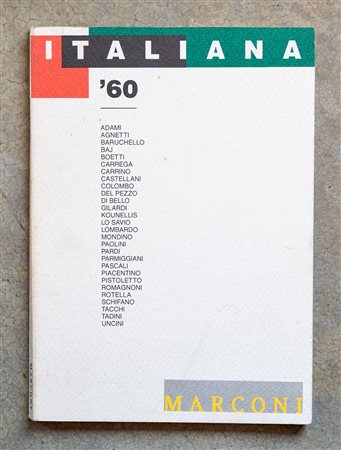 ITALIANA
'60
ADAMI
AGNETTI
BARUCHELLO
BAJ
BOETTI
CARREGA
CARRINO
CASTELLANI
COLOMBO
DEL PEZZO
DI BELLO
GILARDI
KOUNELLIS
LO SAVIO
LOMBARDO
MONDINO
PAOLINI
PARDI
PARMIGGIANI
PASCALI
PIACENTINO
PISTOLETTO
ROMAGNONI
ROTELLA
SCHIFANO
TACCHI
TADINI
UNCINI
MARCONI